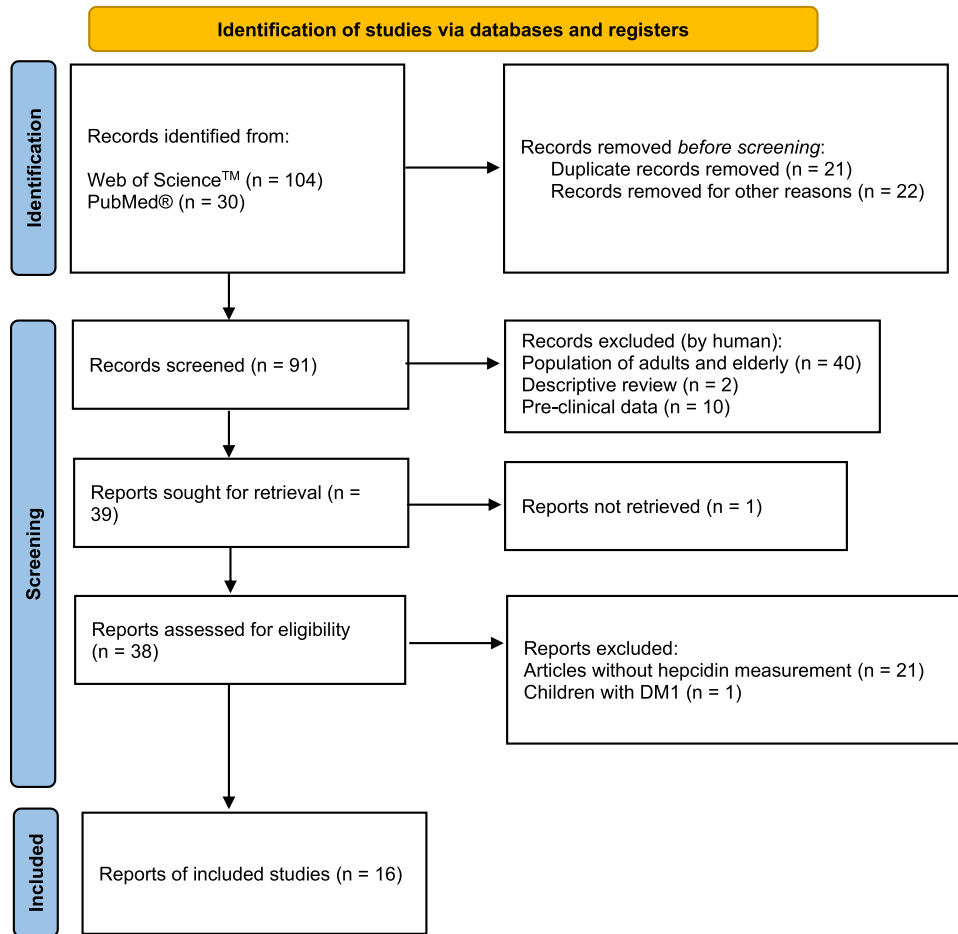 Identification of studies via databases and registers
Identification
Records identified from:
Web of Science™ (n = 104)
PubMed® (n = 30)
Records removed before screening:
Duplicate records removed (n = 21)
Records removed for other reasons (n = 22)
Screening
Records screened (n = 91)
Records excluded (by human):
Population of adults and elderly (n = 40)
Descriptive review (n = 2)
Pre-clinical data (n = 10)
Reports sought for retrieval (n =
39)
Reports not retrieved (n = 1)
Reports assessed for eligibility
(n = 38)
Reports excluded:
Articles without hepcidin measurement (n = 21)
Children with DM1 (n = 1)
Included
Reports of included studies (n = 16)